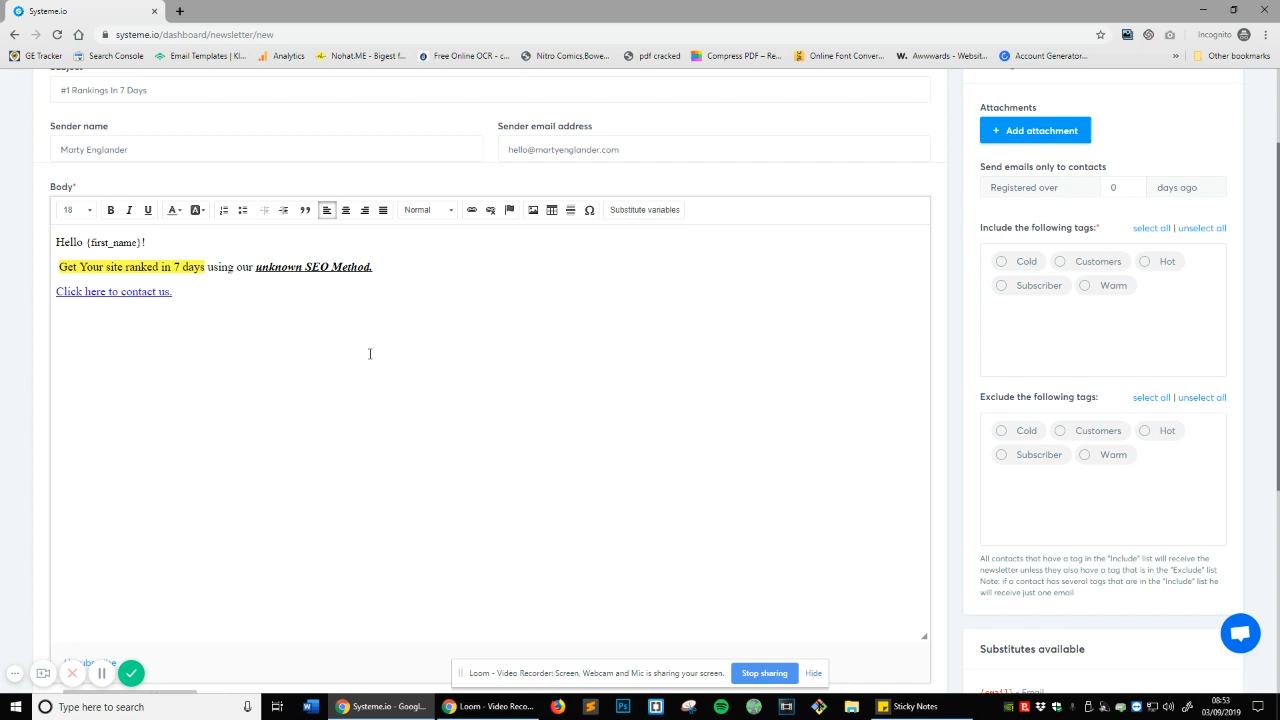 Systeme.io
systeme.io/dashboard/newsletter/new
Incognito
GE Tracker
Search Console
Email Templates | Kl...
Analytics
Nohat.ME - Bigest f...
Free Online OCR - c...
Nitro Comics,Bowe...
pdf cracked
Compress PDF – Re...
Online Font Conver...
Awwwards - Websit...
Account Generator...
»
Other bookmarks
Subject
#1 Rankings In 7 Days
Sender name
Sender email address
Marty Englander
hello@martyenglander.com
Body*
18
B
I
U
A
A
Normal
Ω
Substitute variables
Hello {first_name}!
Get Your site ranked in 7 days using our unknown SEO Method.
Click here to contact us.
Attachments
+ Add attachment
Send emails only to contacts
Registered over
0
days ago
Include the following tags:*
select all | unselect all
Cold
Customers
Hot
Subscriber
Warm
Exclude the following tags:
select all | unselect all
Cold
Customers
Hot
Subscriber
Warm
All contacts that have a tag in the "Include" list will receive the
newsletter unless they also have a tag that is in the "Exclude" list
Note: if a contact has several tags that are in the "Include" list he
will receive just one email
Substitutes available
{email} - Email
Loom – Video Recorder: Screen, Webcam and Mic is sharing your screen.
Stop sharing
Hide
Type here to search
Systeme.io - Googl...
Loom - Video Reco...
Sticky Notes
08:53
03/09/2019